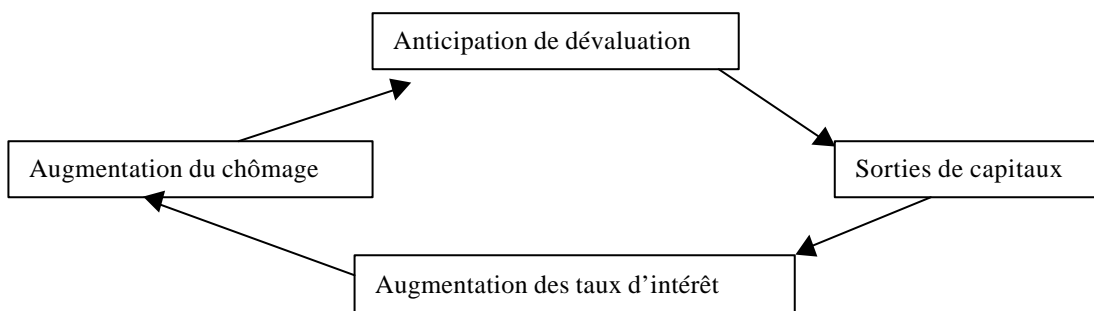 Anticipation de dévaluation
Augmentation du chômage
Sorties de capitaux
Augmentation des taux d'intérêt